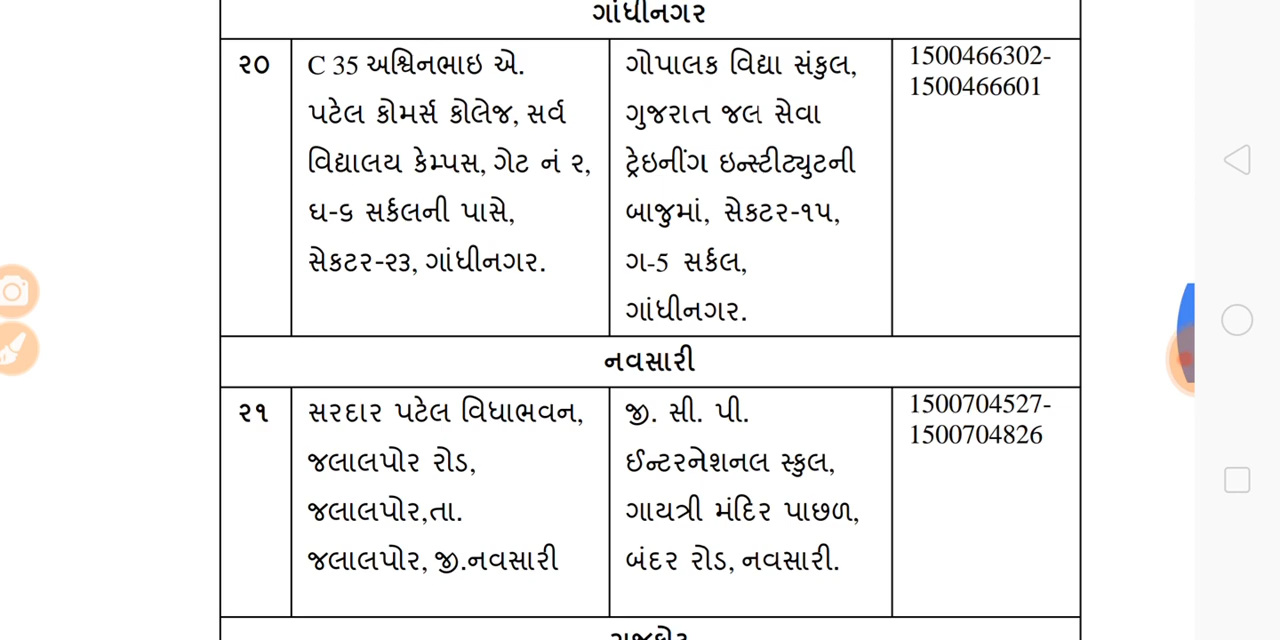 ગાંધીનગર
૨૦
C 35 અશ્વિનભાઇ એ.
પટેલ કોમર્સ કોલેજ, સર્વ
વિદ્યાલય કેમ્પસ, ગેટ નં ૨,
ઘ-૬ સર્કલની પાસે,
સેકટર-૨૩, ગાંધીનગર.
ગોપાલક વિદ્યા સંકુલ,
ગુજરાત જલ સેવા
ટ્રેઇનીંગ ઇન્સ્ટીટ્યુટની
બાજુમાં, સેકટર-૧૫,
ગ-5 સર્કલ,
ગાંધીનગર.
1500466302-
1500466601
નવસારી
૨૧
સરદાર પટેલ વિધાભવન,
જલાલપોર રોડ,
જલાલપોર,તા.
જલાલપોર, જી.નવસારી
જી. સી. પી.
ઈન્ટરનેશનલ સ્કુલ,
ગાયત્રી મંદિર પાછળ,
બંદર રોડ, નવસારી.
1500704527-
1500704826